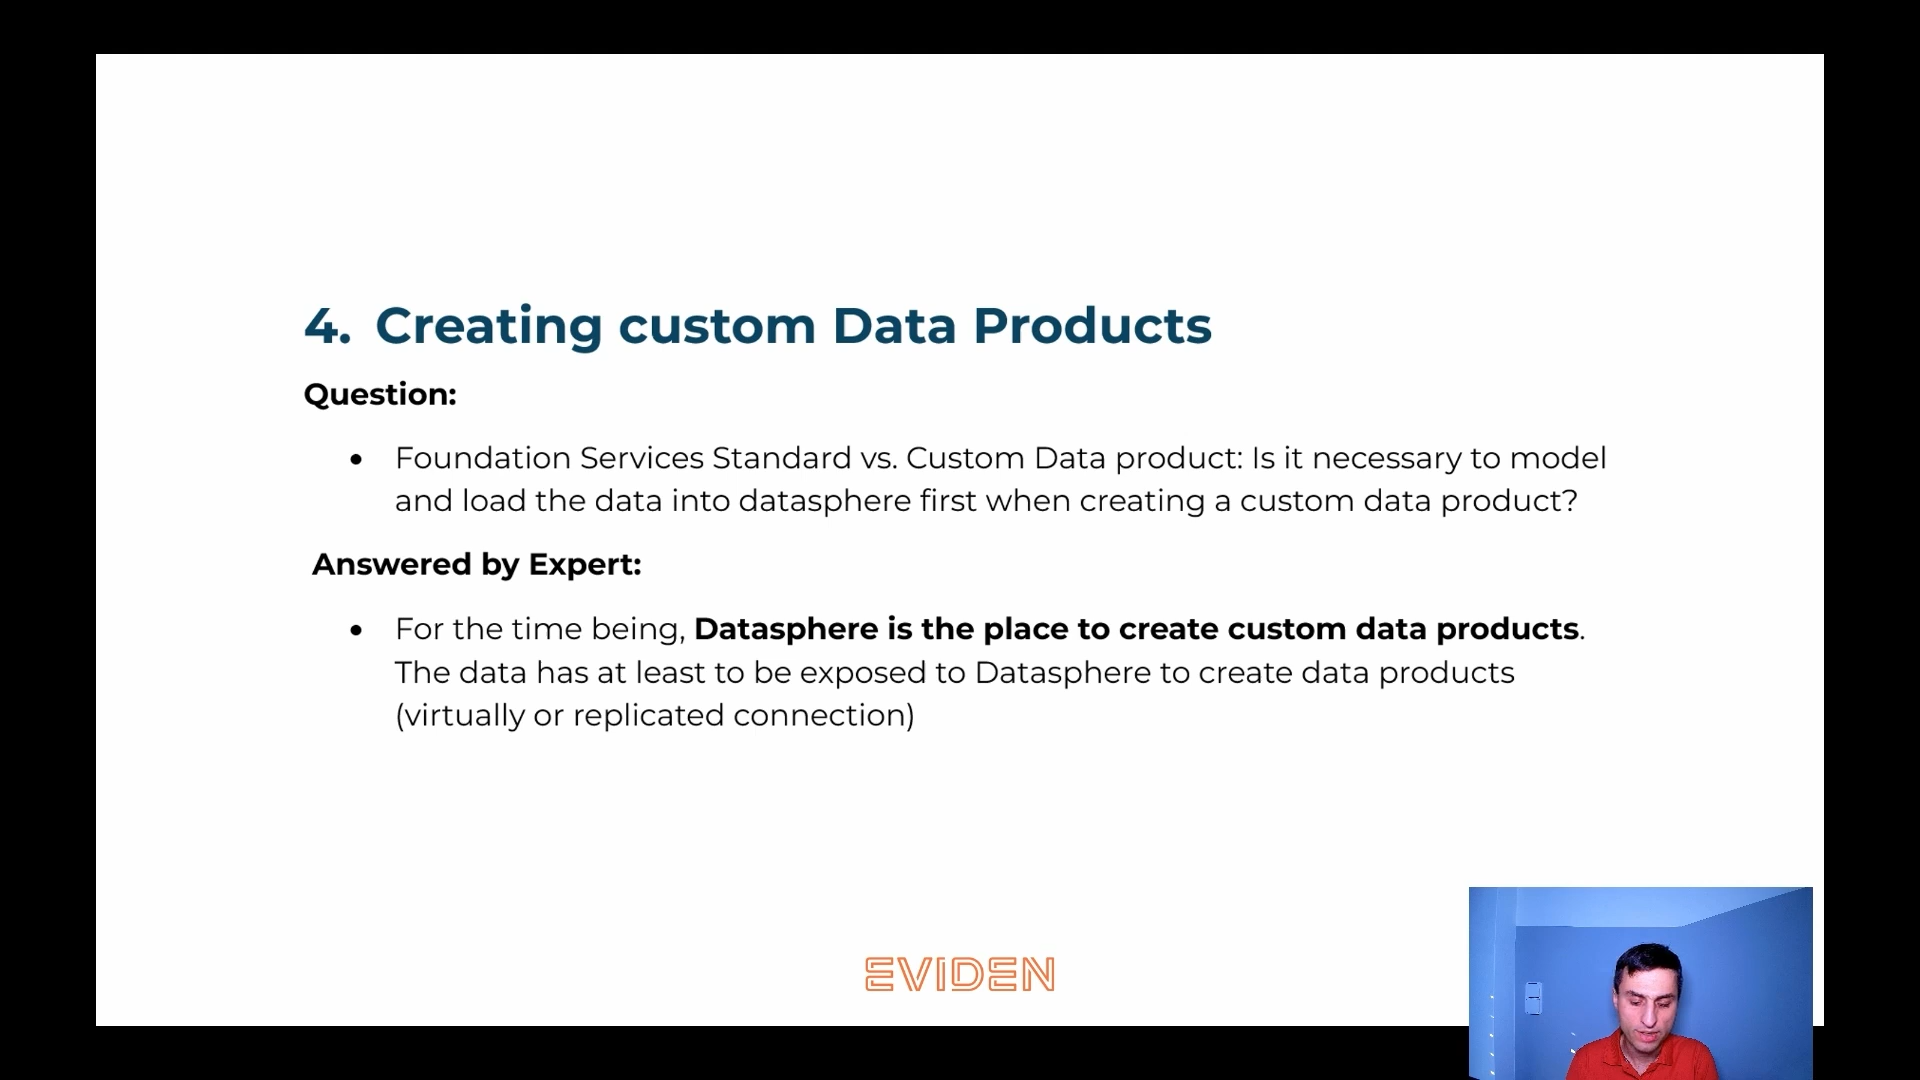 4. Creating custom Data Products
Question:
• Foundation Services Standard vs. Custom Data product: Is it necessary to model
and load the data into datasphere first when creating a custom data product?
Answered by Expert:
• For the time being, Datasphere is the place to create custom data products.
The data has at least to be exposed to Datasphere to create data products
(virtually or replicated connection)
EVIDEN